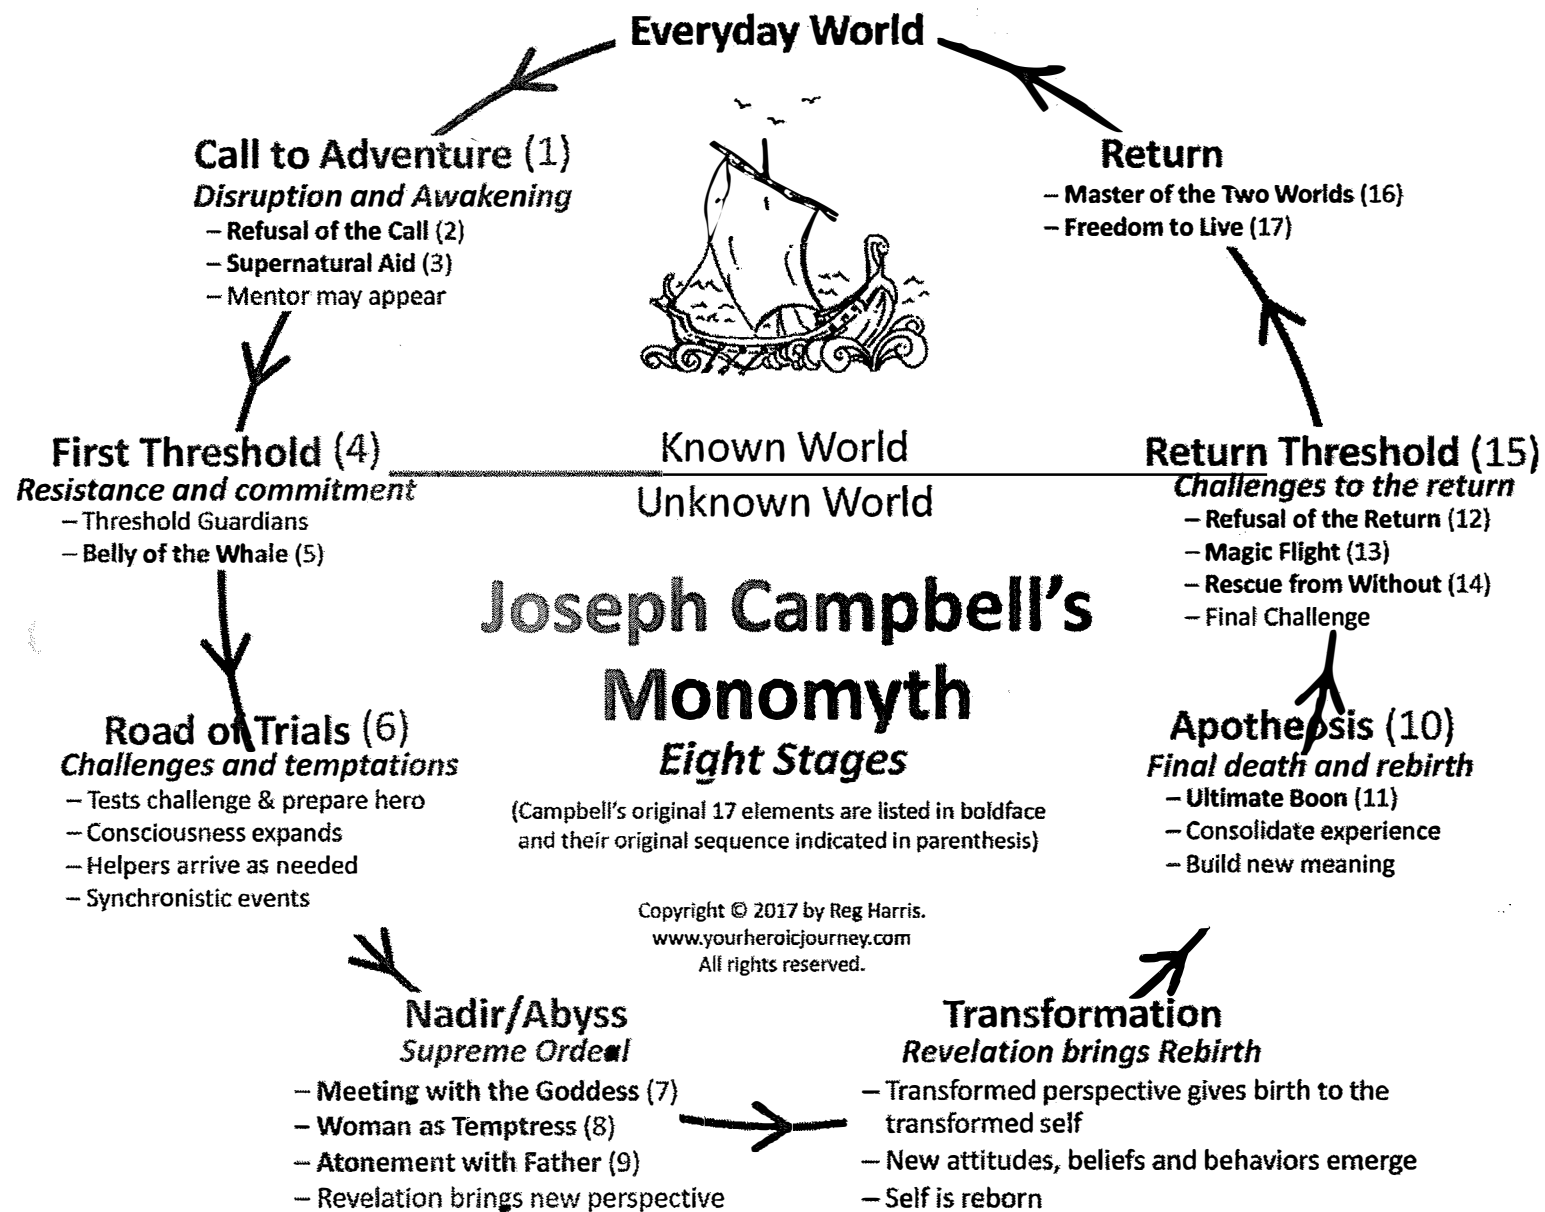 Everyday World
Call to Adventure (1)
Disruption and Awakening
– Refusal of the Call (2)
– Supernatural Aid (3)
– Mentor may appear
First Threshold (4)
Resistance and commitment
– Threshold Guardians
– Belly of the Whale (5)
Road of Trials (6)
Challenges and temptations
– Tests challenge & prepare hero
– Consciousness expands
– Helpers arrive as needed
– Synchronistic events
Nadir/Abyss
Supreme Ordeal
– Meeting with the Goddess (7)
– Woman as Temptress (8)
– Atonement with Father (9)
– Revelation brings new perspective
Transformation
Revelation brings Rebirth
– Transformed perspective gives birth to the
transformed self
– New attitudes, beliefs and behaviors emerge
– Self is reborn
Apotheosis (10)
Final death and rebirth
– Ultimate Boon (11)
– Consolidate experience
– Build new meaning
Return Threshold (15)
Challenges to the return
– Refusal of the Return (12)
– Magic Flight (13)
– Rescue from Without (14)
– Final Challenge
Return
– Master of the Two Worlds (16)
– Freedom to Live (17)
Known World
Unknown World
Joseph Campbell's
Monomyth
Eight Stages
(Campbell's original 17 elements are listed in boldface
and their original sequence indicated in parenthesis)
Copyright © 2017 by Reg Harris.
www.yourheroicjourney.com
All rights reserved.